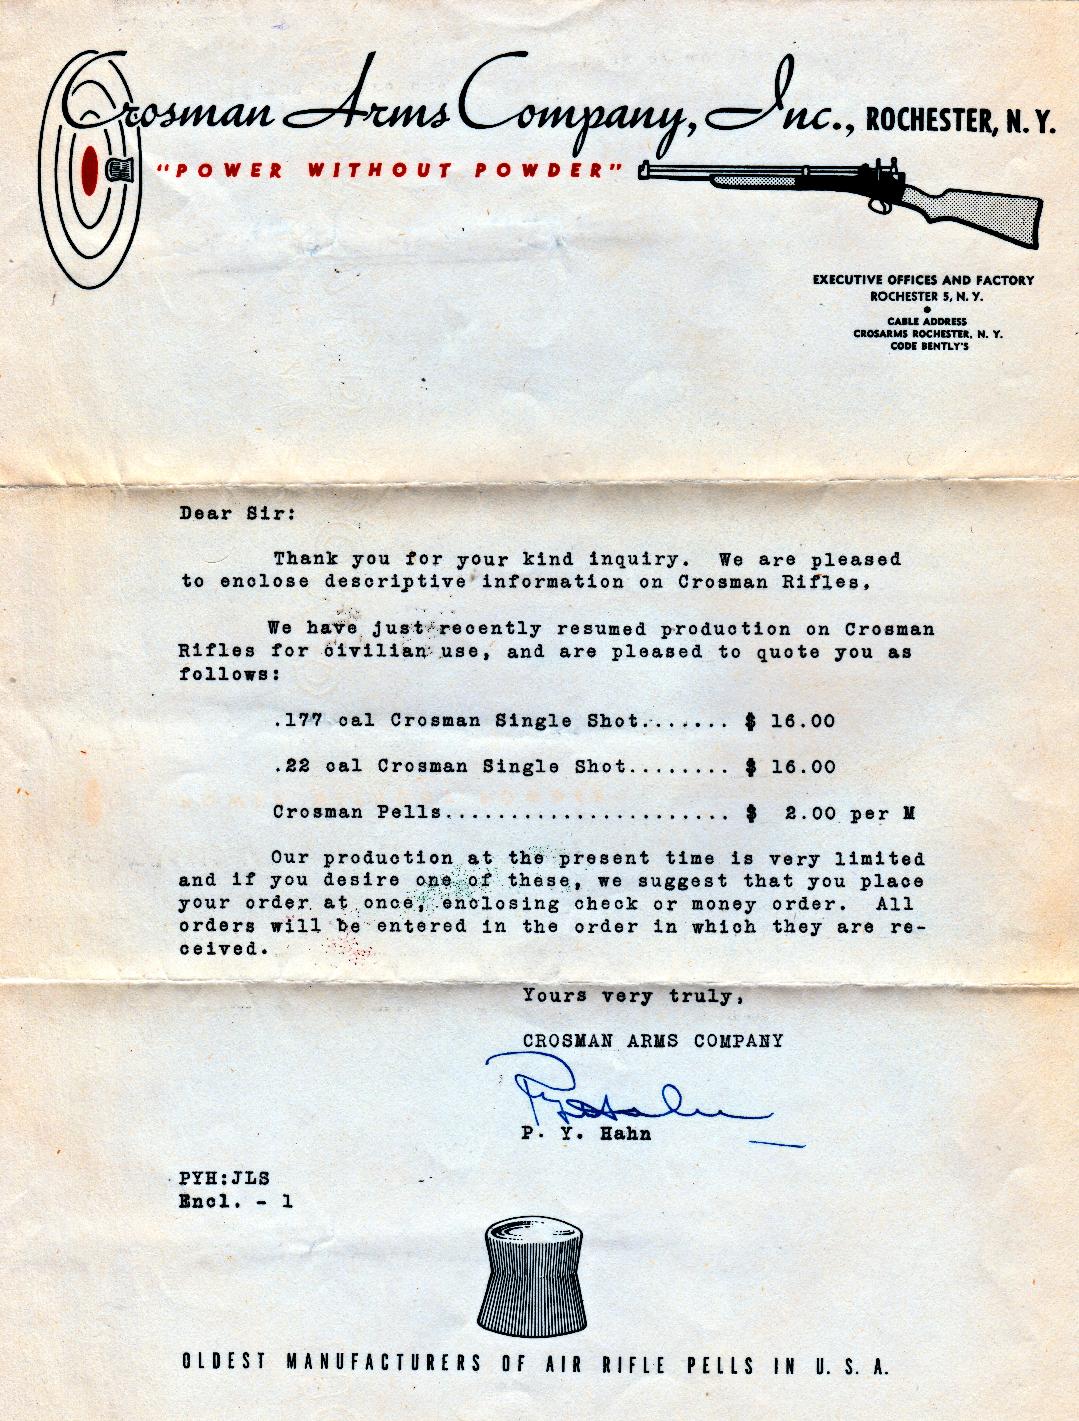 Crosman Arms Company, Inc., ROCHESTER, N. Y.
"POWER WITHOUT POWDER"
EXECUTIVE OFFICES AND FACTORY
ROCHESTER 5, N. Y.
CABLE ADDRESS
CROSARMS ROCHESTER, N. Y.
CODE BENTLY'S
Dear Sir:
Thank you for your kind inquiry. We are pleased
to enclose descriptive information on Crosman Rifles.
We have just recently resumed production on Crosman
Rifles for civilian use, and are pleased to quote you as
follows:
.177 cal Crosman Single Shot....... $ 16.00
.22 cal Crosman Single Shot........ $ 16.00
Crosman Pells...................... $ 2.00 per M
Our production at the present time is very limited
and if you desire one of these, we suggest that you place
your order at once, enclosing check or money order. All
orders will be entered in the order in which they are re-
ceived.
Yours very truly,
CROSMAN ARMS COMPANY
P. Y. Hahn
P. Y. Hahn
PYH:JLS
Encl. - 1
OLDEST MANUFACTURERS OF AIR RIFLE PELLS IN U. S. A.